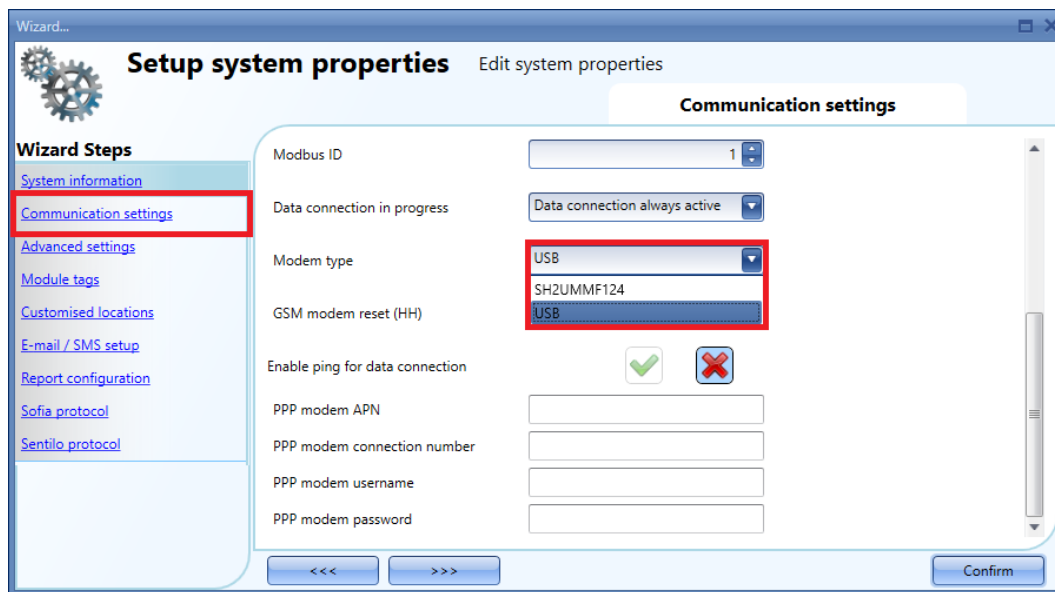 Wizard...
Setup system properties Edit system properties
Communication settings
Wizard Steps
System information
Communication settings
Advanced settings
Module tags
Customised locations
E-mail / SMS setup
Report configuration
Sofia protocol
Sentilo protocol
Modbus ID 1
Data connection in progress Data connection always active
Modem type USB
SH2UMMF124
USB
GSM modem reset (HH)
Enable ping for data connection
PPP modem APN
PPP modem connection number
PPP modem username
PPP modem password
<<< >>> Confirm